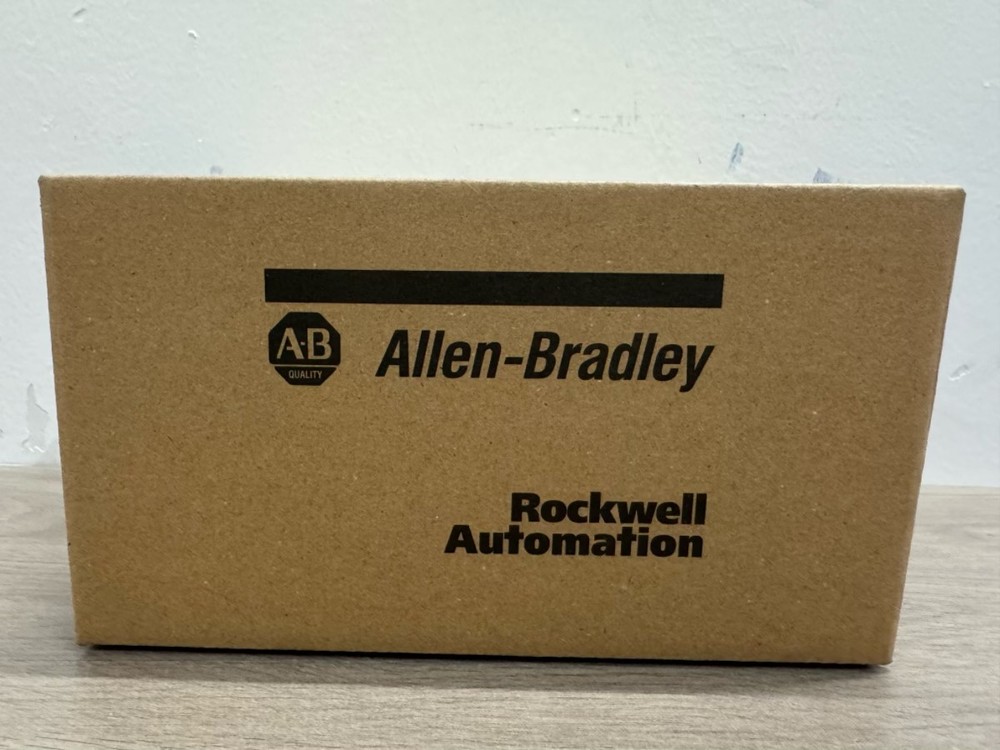 A·B
QUALITY
Allen-Bradley
Rockwell
Automation